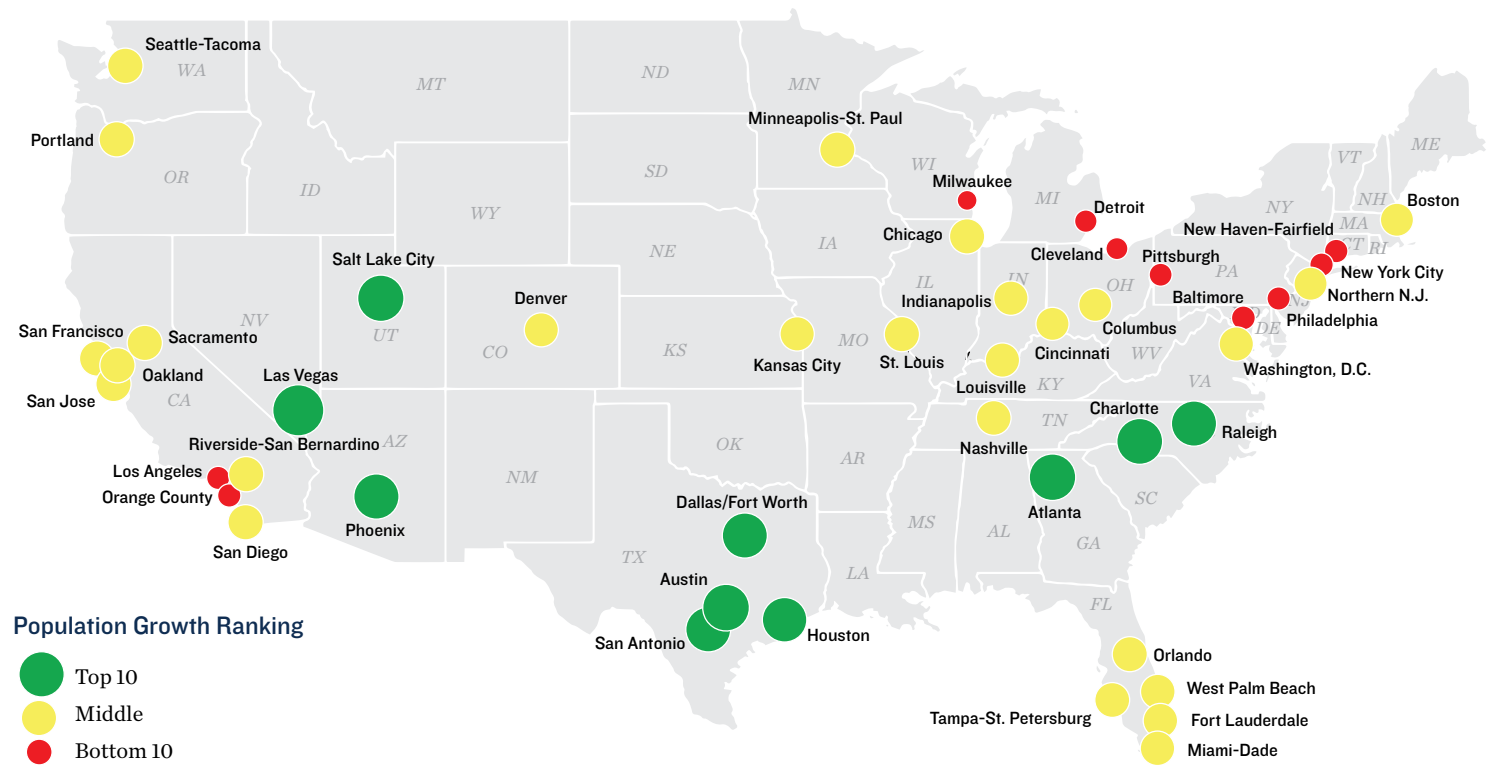 Seattle-Tacoma
WA
MT
ND
MN
Minneapolis-St. Paul
Portland
OR
ID
SD
WI
Milwaukee
MI
Detroit
VT
ME
NH
Boston
NY
MA
WY
Chicago
Cleveland
New Haven-Fairfield
CT
RI
Pittsburgh
PA
New York City
Northern N.J.
NJ
Salt Lake City
NE
IA
IL
IN
OH
Indianapolis
Baltimore
Philadelphia
Denver
San Francisco
Sacramento
NV
UT
CO
KS
MO
Kansas City
St. Louis
Columbus
Cincinnati
WV
DE
Washington, D.C.
Oakland
San Jose
CA
Las Vegas
Louisville
KY
VA
Charlotte
Raleigh
TN
Nashville
Riverside-San Bernardino
AZ
OK
AR
Los Angeles
Orange County
NM
San Diego
Phoenix
Dallas/Fort Worth
Atlanta
SC
MS
AL
GA
TX
LA
Austin
San Antonio
Houston
FL
Orlando
West Palm Beach
Tampa-St. Petersburg
Fort Lauderdale
Miami-Dade
Population Growth Ranking
Top 10
Middle
Bottom 10